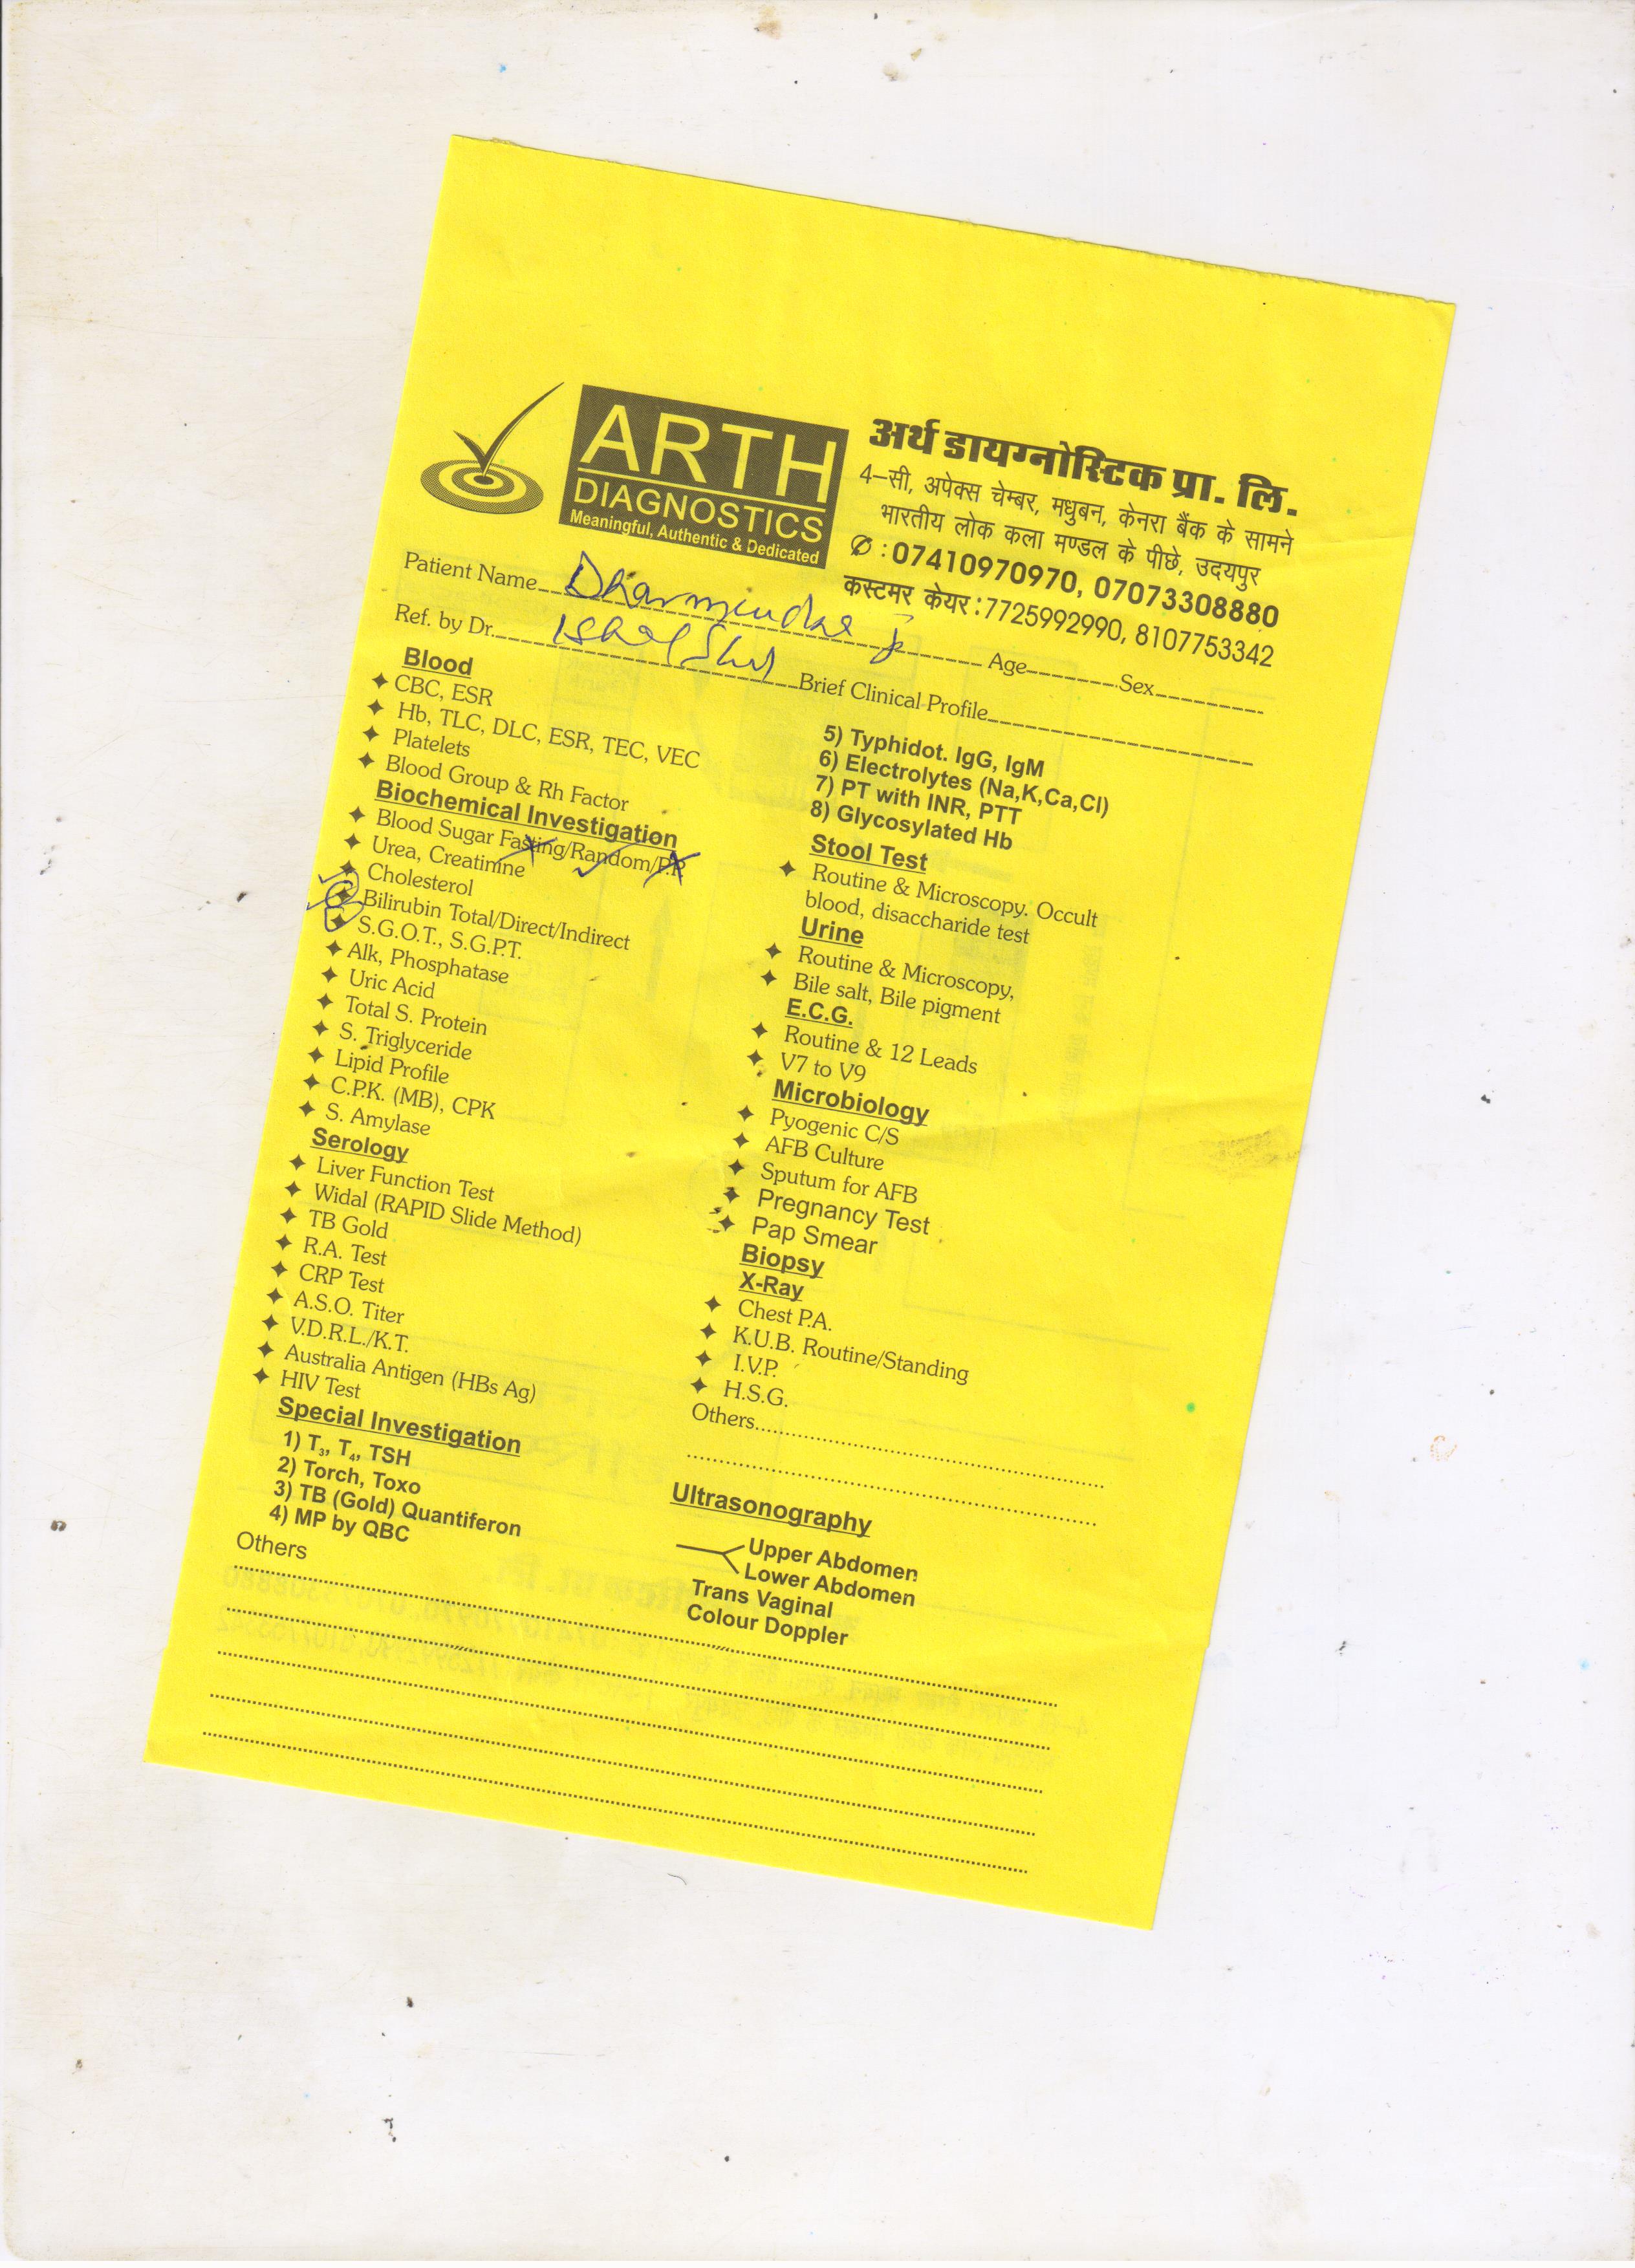 ARTH
DIAGNOSTICS
Meaningful, Authentic & Dedicated
अर्थ डायग्नोस्टिक प्रा. लि.
4-सी, अपेक्स चेम्बर, मधुबन, केनरा बैंक के सामने
भारतीय लोक कला मण्डल के पीछे, उदयपुर
: 07410970970, 07073308880
कस्टमर केयर : 7725992990, 8107753342
Patient Name Dharmendra Age Sex
Ref. by Dr. Brief Clinical Profile
Blood
CBC, ESR
Hb, TLC, DLC, ESR, TEC, VEC
Platelets
Blood Group & Rh Factor
Biochemical Investigation
Blood Sugar Fasting/Random/P.P.
Urea, Creatinine
Cholesterol
Bilirubin Total/Direct/Indirect
S.G.O.T., S.G.P.T.
Alk, Phosphatase
Uric Acid
Total S. Protein
S. Triglyceride
Lipid Profile
C.P.K. (MB), CPK
S. Amylase
Serology
Liver Function Test
Widal (RAPID Slide Method)
TB Gold
R.A. Test
CRP Test
A.S.O. Titer
V.D.R.L./K.T.
Australia Antigen (HBs Ag)
HIV Test
Special Investigation
1) T3, T4, TSH
2) Torch, Toxo
3) TB (Gold) Quantiferon
4) MP by QBC
Others
5) Typhidot. IgG, IgM
6) Electrolytes (Na,K,Ca,Cl)
7) PT with INR, PTT
8) Glycosylated Hb
Stool Test
Routine & Microscopy. Occult
blood, disaccharide test
Urine
Routine & Microscopy,
Bile salt, Bile pigment
E.C.G.
Routine & 12 Leads
V7 to V9
Microbiology
Pyogenic C/S
AFB Culture
Sputum for AFB
Pregnancy Test
Pap Smear
Biopsy
X-Ray
Chest P.A.
K.U.B. Routine/Standing
I.V.P.
H.S.G.
Others
Ultrasonography
Upper Abdomen
Lower Abdomen
Trans Vaginal
Colour Doppler